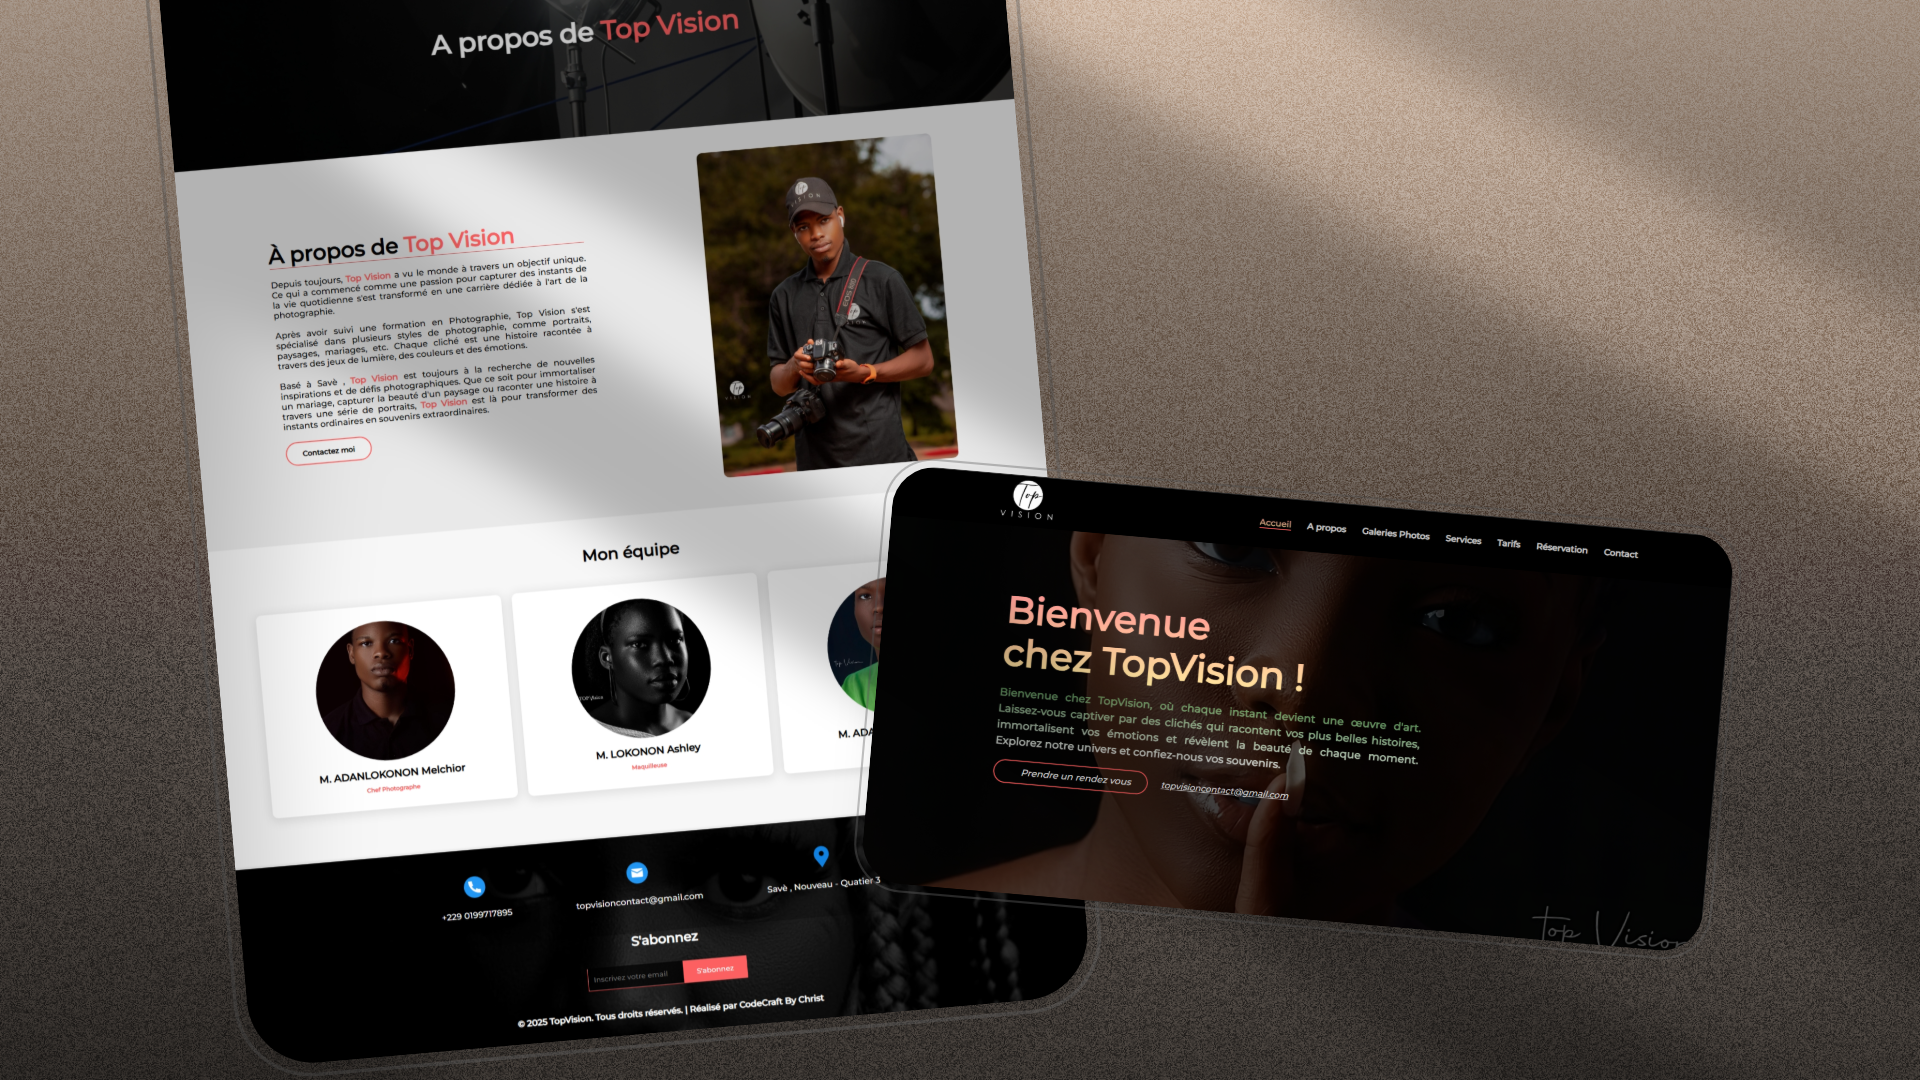 A propos de Top Vision
À propos de Top Vision
Depuis toujours, Top Vision a vu le monde à travers un objectif unique.
Ce qui a commencé comme une passion pour capturer des instants de
la vie quotidienne s'est transformé en une carrière dédiée à l'art de la
photographie.
Après avoir suivi une formation en Photographie, Top Vision s'est
spécialisé dans plusieurs styles de photographie, comme portraits,
paysages, mariages, etc. Chaque cliché est une histoire racontée à
travers des jeux de lumière, des couleurs et des émotions.
Basé à Savè , Top Vision est toujours à la recherche de nouvelles
inspirations et de défis photographiques. Que ce soit pour immortaliser
un mariage, capturer la beauté d'un paysage ou raconter une histoire à
travers une série de portraits, Top Vision est là pour transformer des
instants ordinaires en souvenirs extraordinaires.
Contactez moi
Top
VISION
EOS 80D
Top
VISION
Mon équipe
M. ADANLOKONON Melchior
Chef Photographe
TOP Vision
M. LOKONON Ashley
Maquilleuse
Top Vision
M. ADA
+229 0199717895
topvisioncontact@gmail.com
Savè , Nouveau - Quatier 3
S'abonnez
Inscrivez votre email
S'abonnez
© 2025 TopVision. Tous droits réservés. | Réalisé par CodeCraft By Christ
Top
VISION
Accueil
A propos
Galeries Photos
Services
Tarifs
Réservation
Contact
Bienvenue
chez TopVision !
Bienvenue chez TopVision, où chaque instant devient une œuvre d'art.
Laissez-vous captiver par des clichés qui racontent vos plus belles histoires,
immortalisent vos émotions et révèlent la beauté de chaque moment.
Explorez notre univers et confiez-nous vos souvenirs.
Prendre un rendez vous
topvisioncontact@gmail.com
Top Vision